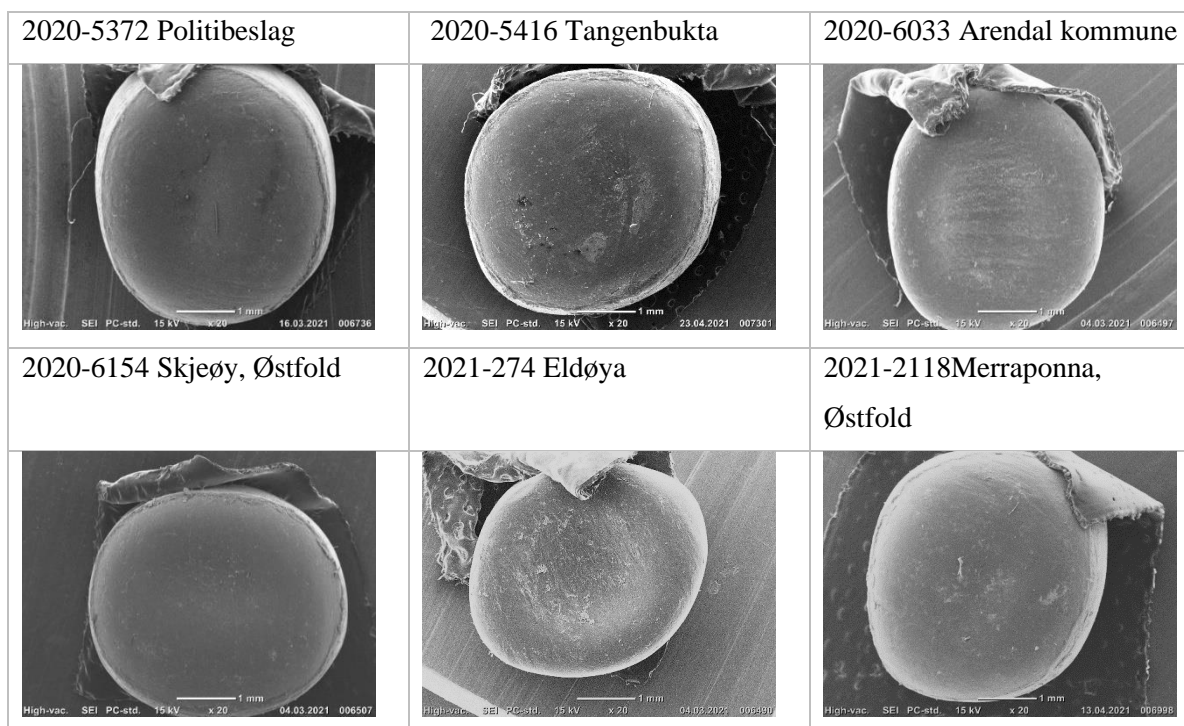 2020-5372 Politibeslag
2020-5416 Tangenbukta
2020-6033 Arendal kommune
1 mm
High-vac. SEI PC-std. 15 kV x 20 16.03.2021 006736
1 mm
High-vac. SEI PC-std. 15 kV x 20 23.04.2021 007301
1 mm
High-vac. SEI PC-std. 15 kV x 20 04.03.2021 006497
2020-6154 Skjeøy, Østfold
2021-274 Eldøya
2021-2118Merraponna,
Østfold
1 mm
High-vac. SEI PC-std. 15 kV x 20 04.03.2021 006507
1 mm
High-vac. SEI PC-std. 15 kV x 20 04.03.2021 006490
1 mm
High-vac. SEI PC-std. 15 kV x 20 13.04.2021 006998